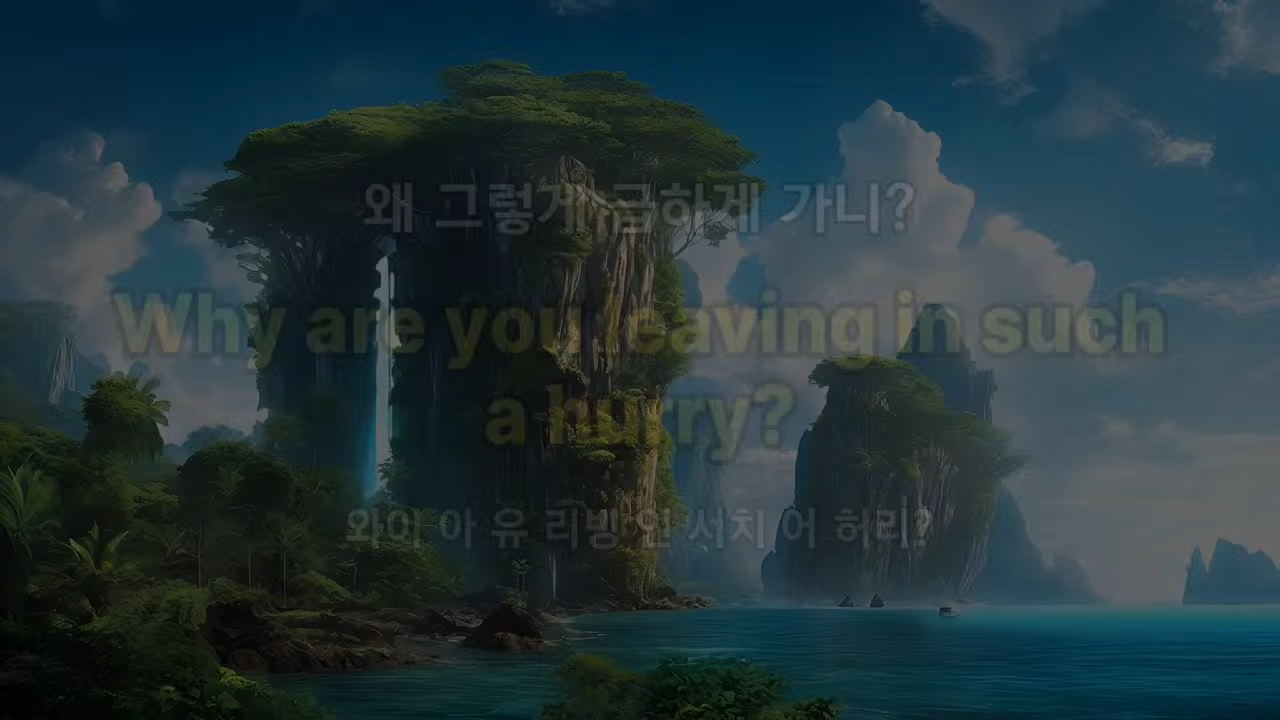 왜 그렇게 급하게 가니?
Why are you leaving in such
a hurry?
와이 아 유 리빙 인 서치 어 허리?